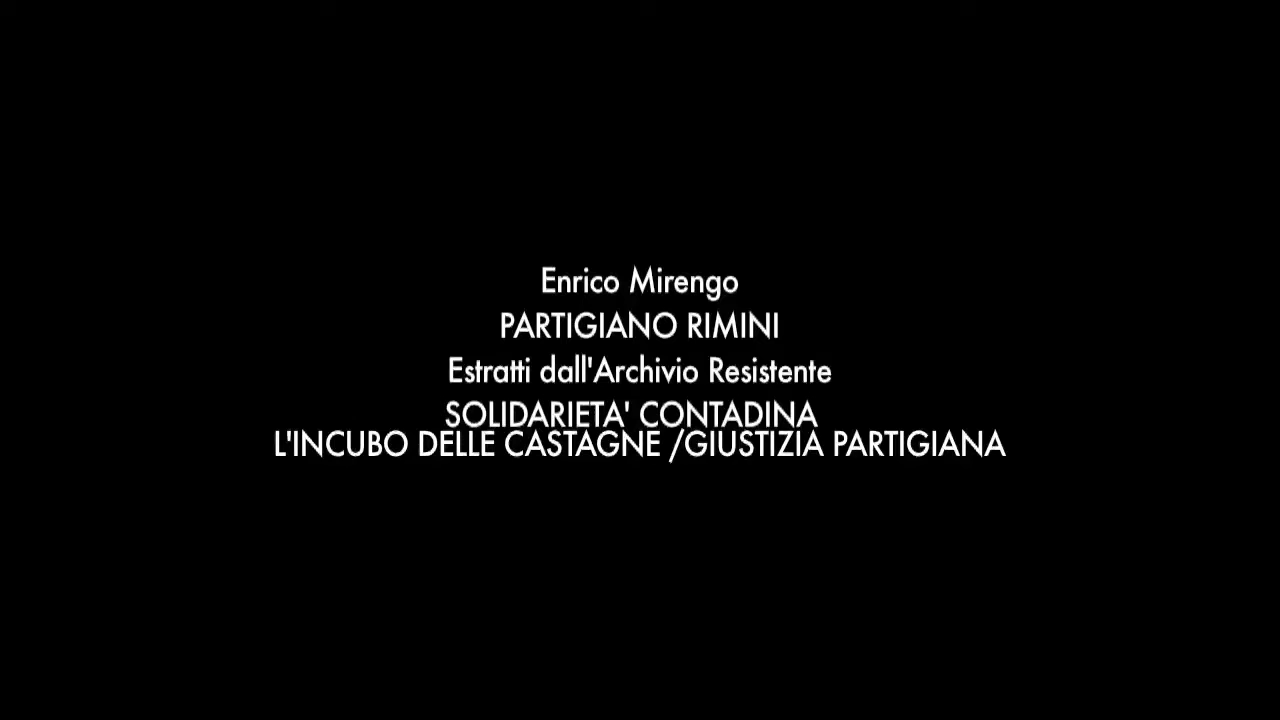 Enrico Mirengo
PARTIGIANO RIMINI
Estratti dall'Archivio Resistente
SOLIDARIETA' CONTADINA
L'INCUBO DELLE CASTAGNE /GIUSTIZIA PARTIGIANA